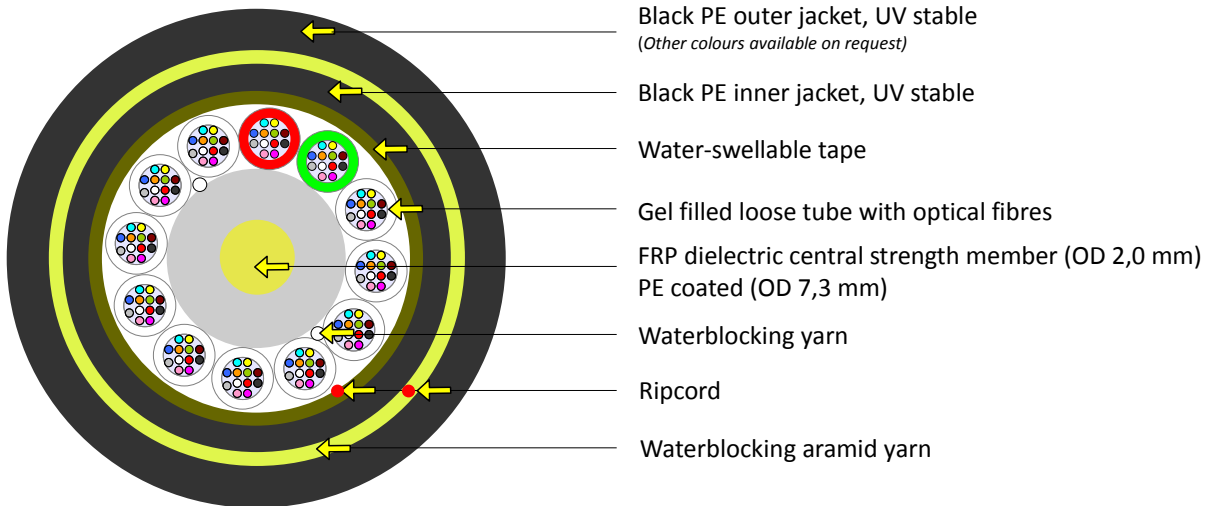 Black PE outer jacket, UV stable
(Other colours available on request)
Black PE inner jacket, UV stable
Water-swellable tape
Gel filled loose tube with optical fibres
FRP dielectric central strength member (OD 2,0 mm)
PE coated (OD 7,3 mm)
Waterblocking yarn
Ripcord
Waterblocking aramid yarn